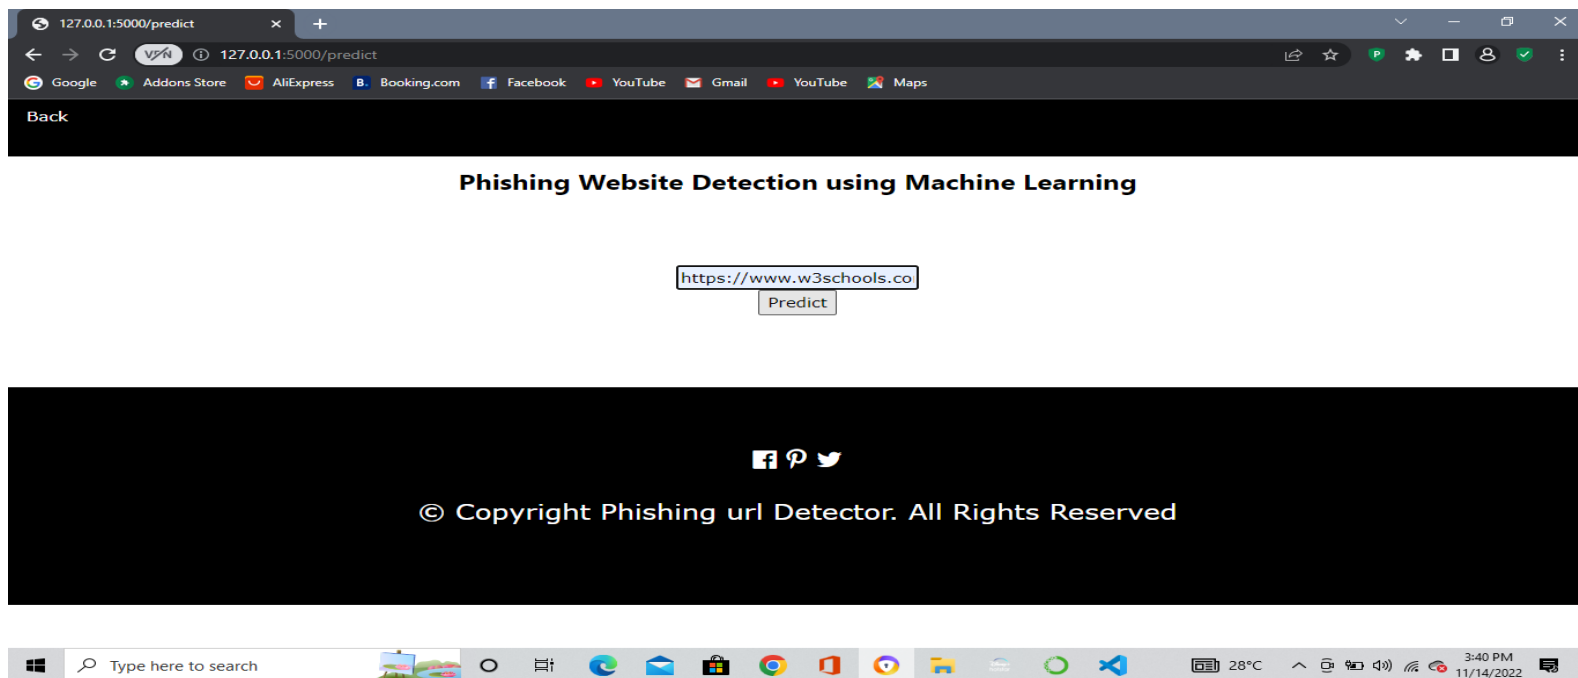 127.0.0.1:5000/predict
VPN 127.0.0.1:5000/predict
Google Addons Store AliExpress B. Booking.com Facebook YouTube Gmail YouTube Maps
Back
Phishing Website Detection using Machine Learning
https://www.w3schools.co
Predict
© Copyright Phishing url Detector. All Rights Reserved
Type here to search 28°C 3:40 PM
11/14/2022